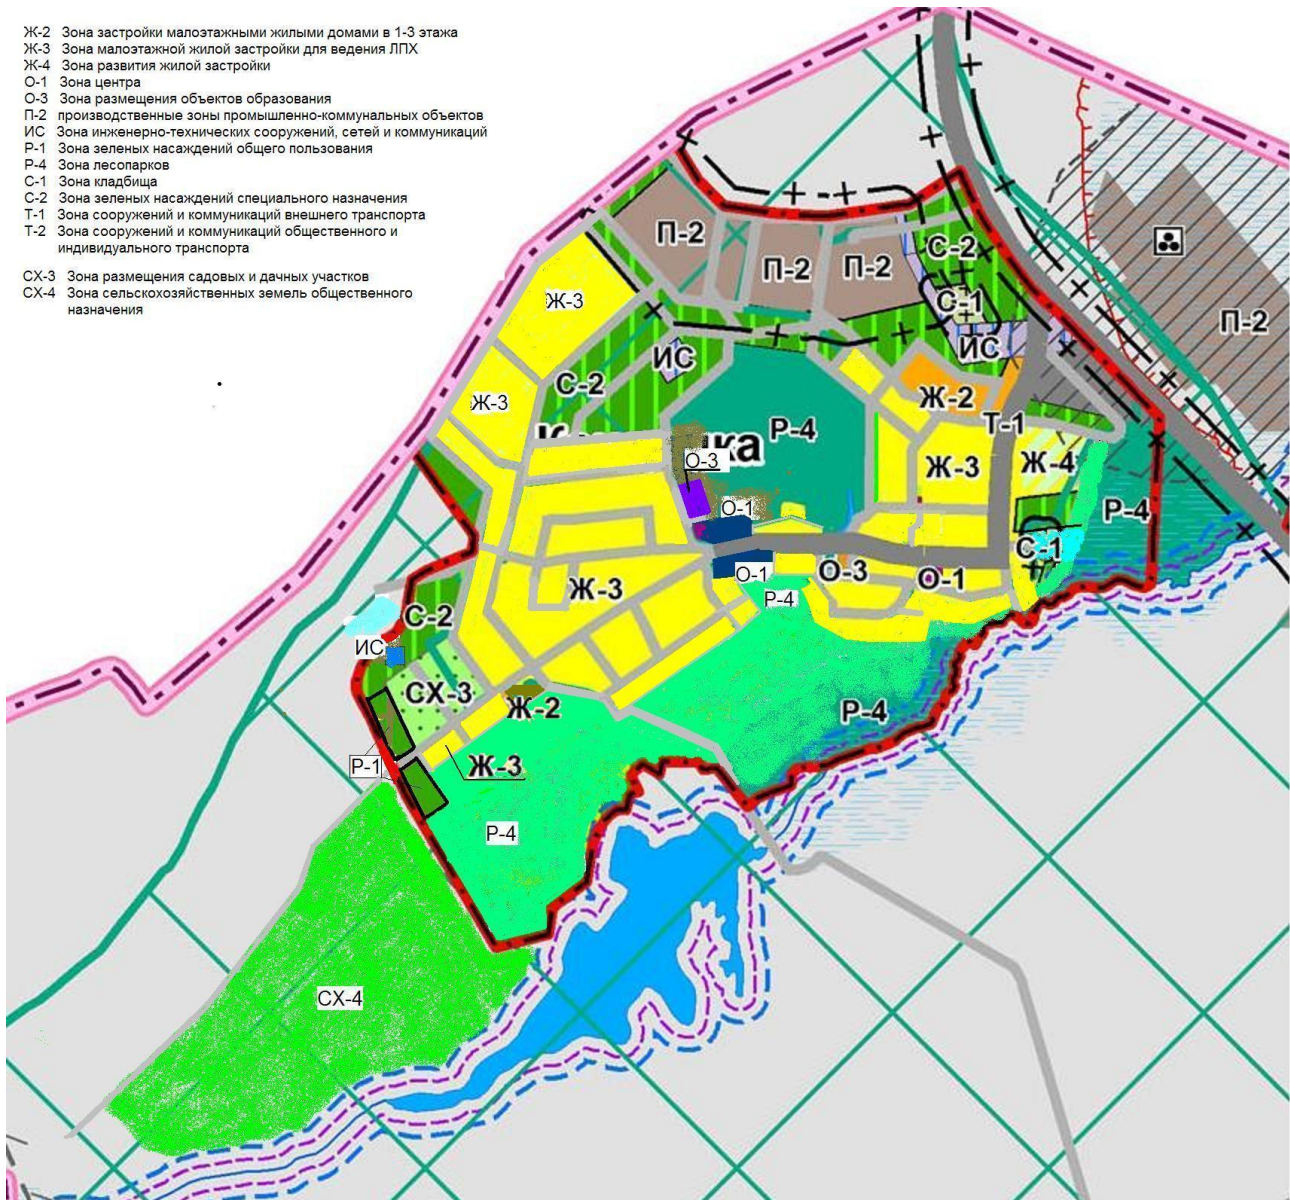 Ж-2 Зона застройки малоэтажными жилыми домами в 1-3 этажа
Ж-3 Зона малоэтажной жилой застройки для ведения ЛПХ
Ж-4 Зона развития жилой застройки
О-1 Зона центра
О-3 Зона размещения объектов образования
П-2 производственные зоны промышленно-коммунальных объектов
ИС Зона инженерно-технических сооружений, сетей и коммуникаций
Р-1 Зона зеленых насаждений общего пользования
Р-4 Зона лесопарков
С-1 Зона кладбища
С-2 Зона зеленых насаждений специального назначения
Т-1 Зона сооружений и коммуникаций внешнего транспорта
Т-2 Зона сооружений и коммуникаций общественного и
индивидуального транспорта
СХ-3 Зона размещения садовых и дачных участков
СХ-4 Зона сельскохозяйственных земель общественного
назначения
П-2
С-2
П-2
П-2
Ж-3
С-1
П-2
ИС
ИС
С-2
Ж-2
Ж-3
Т-1
Р-4
О-3
Ж-3
Ж-4
О-1
Р-4
С-1
О-1
О-3
О-1
Ж-3
Р-4
С-2
ИС
СХ-3
Ж-2
Р-4
Р-1
Ж-3
Р-4
СХ-4